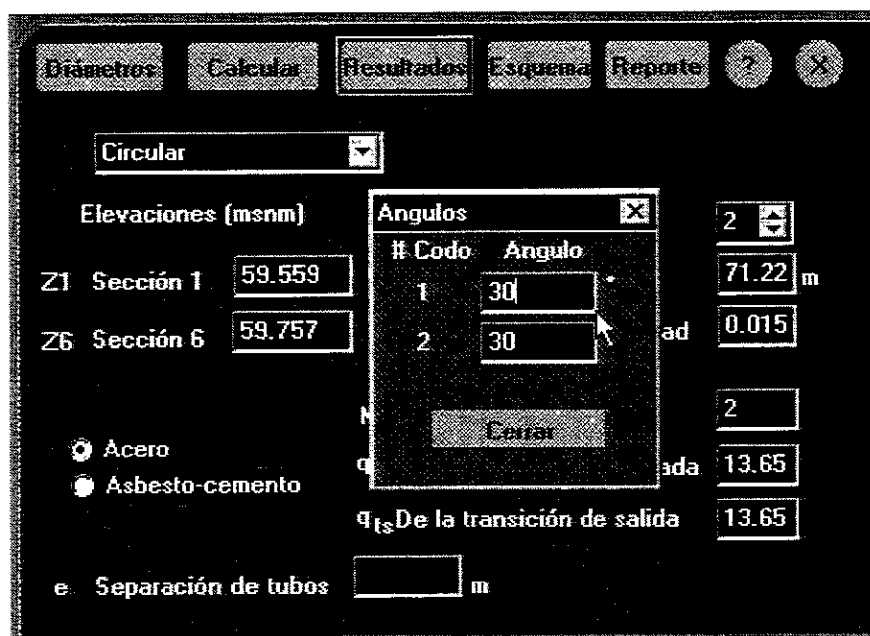 Diámetros Calcular Resultados Esquema Reporte ? X
Circular
Elevaciones (msnm)
Angulos
2
# Codo Angulo
Z1 Sección 1 59.559
1 30 °
71.22 m
Z6 Sección 6 59.757
2 30
ad 0.015
2
Cerrar
Acero
ada 13.65
Asbesto-cemento
qts De la transición de salida 13.65
e Separación de tubos m